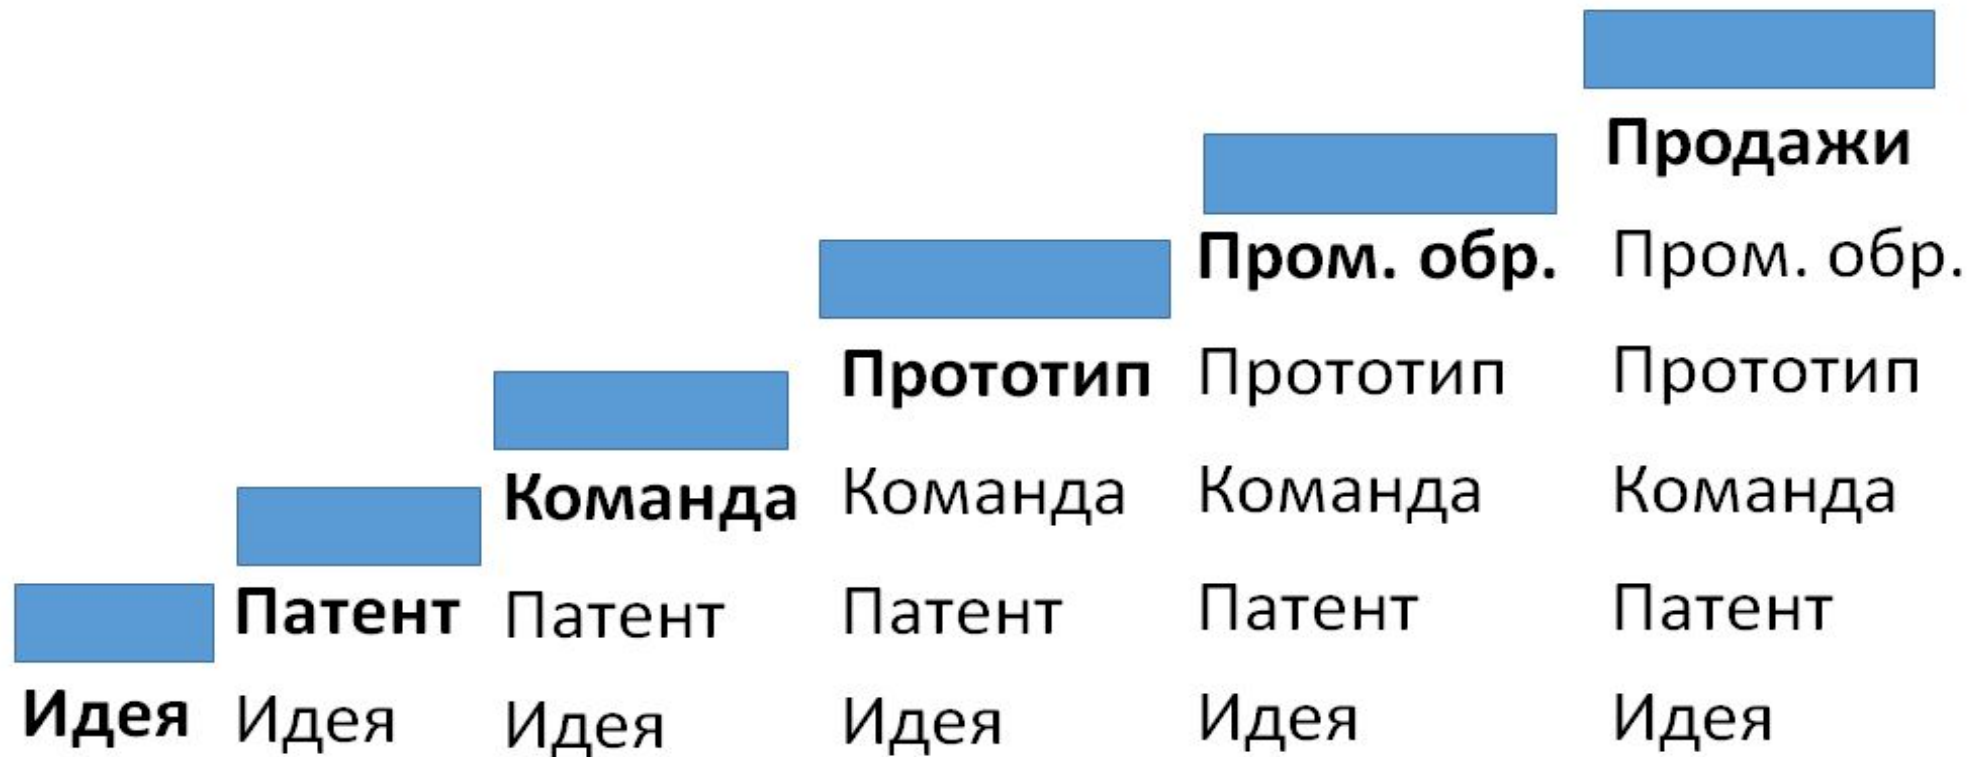 Продажи
Пром. обр. Пром. обр.
Прототип Прототип Прототип
Команда Команда Команда Команда
Патент Патент Патент Патент Патент
Идея Идея Идея Идея Идея Идея